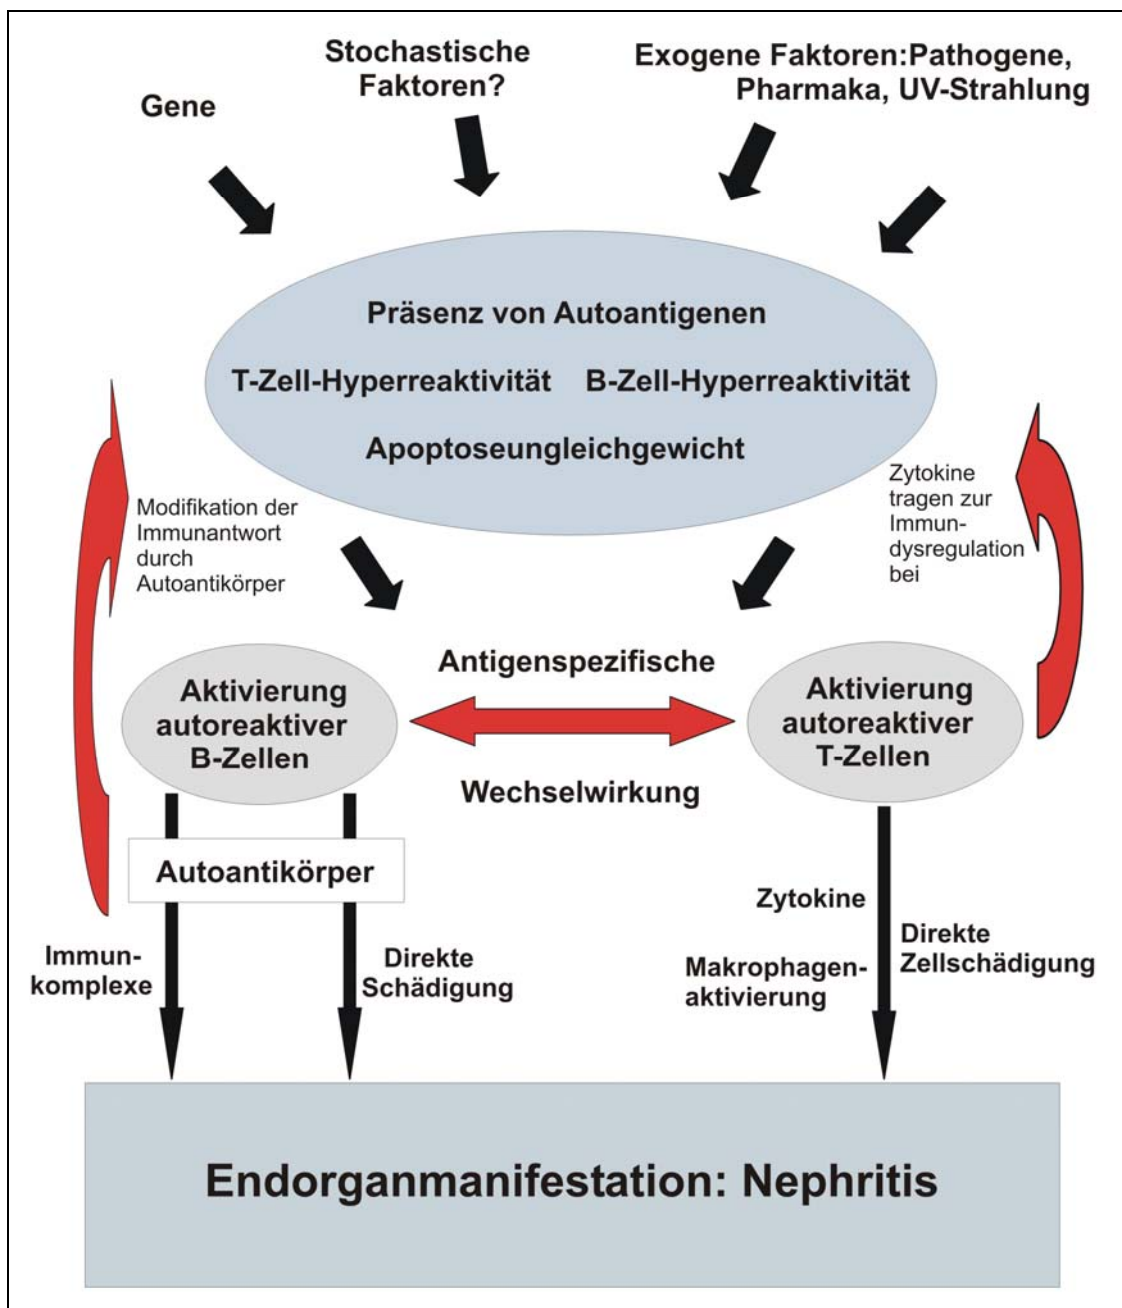 Stochastische
Faktoren?
Exogene Faktoren:Pathogene,
Pharmaka, UV-Strahlung
Gene
Präsenz von Autoantigenen
T-Zell-Hyperreaktivität B-Zell-Hyperreaktivität
Apoptoseungleichgewicht
Modifikation der
Immunantwort
durch
Autoantikörper
Zytokine
tragen zur
Immun-
dysregulation
bei
Aktivierung
autoreaktiver
B-Zellen
Antigenspezifische
Wechselwirkung
Aktivierung
autoreaktiver
T-Zellen
Autoantikörper
Immun-
komplexe
Direkte
Schädigung
Zytokine
Makrophagen-
aktivierung
Direkte
Zellschädigung
Endorganmanifestation: Nephritis